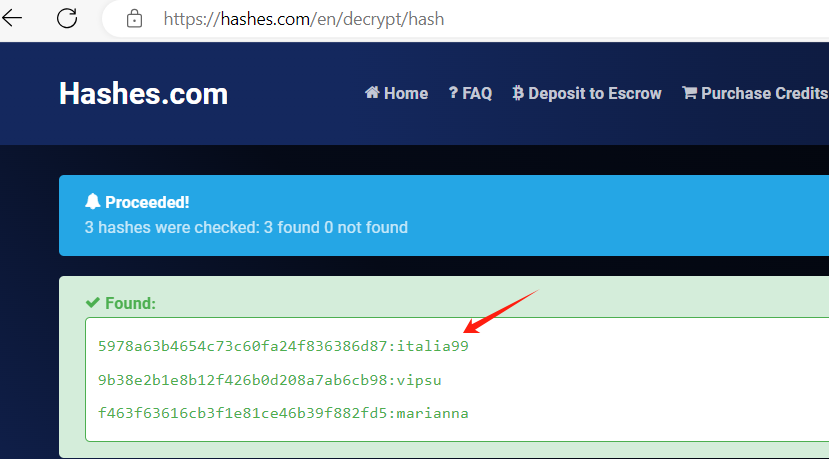 https://hashes.com/en/decrypt/hash
Hashes.com
Home ? FAQ Deposit to Escrow Purchase Credits
Proceeded!
3 hashes were checked: 3 found 0 not found
Found:
5978a63b4654c73c60fa24f836386d87:italia99
9b38e2b1e8b12f426b0d208a7ab6cb98:vipsu
f463f63616cb3f1e81ce46b39f882fd5:marianna